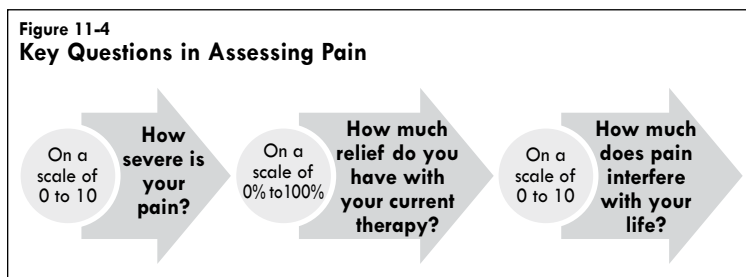 Figure 11-4
Key Questions in Assessing Pain
On a
scale of
0 to 10
How
severe is
your
pain?
On a
scale of
0% to100%
How much
relief do you
have with
your current
therapy?
On a
scale of
0 to 10
How much
does pain
interfere
with your
life?